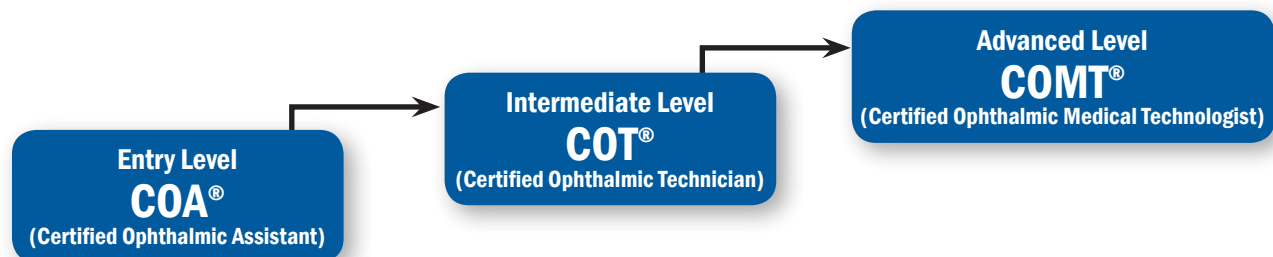 Entry Level
COA®
(Certified Ophthalmic Assistant)
Intermediate Level
COT®
(Certified Ophthalmic Technician)
Advanced Level
COMT®
(Certified Ophthalmic Medical Technologist)